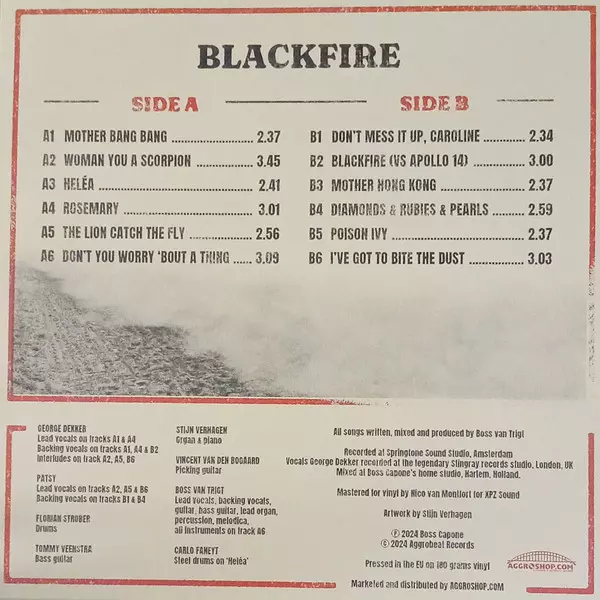 BLACKFIRE
SIDE A
A1 MOTHER BANG BANG ........................ 2.37
A2 WOMAN YOU A SCORPION ................ 3.45
A3 HELÉA ............................................ 2.41
A4 ROSEMARY ...................................... 3.01
A5 THE LION CATCH THE FLY ............... 2.56
A6 DON'T YOU WORRY 'BOUT A THING ...... 3.09
SIDE B
B1 DON'T MESS IT UP, CAROLINE .............. 2.34
B2 BLACKFIRE (VS APOLLO 14) ................. 3.00
B3 MOTHER HONG KONG ......................... 2.37
B4 DIAMONDS & RUBIES & PEARLS .......... 2.59
B5 POISON IVY ...................................... 2.37
B6 I'VE GOT TO BITE THE DUST ................ 3.03
GEORGE DEKKER
Lead vocals on tracks A1 & A4
Backing vocals on tracks A1, A4 & B2
Interludes on track A2, A5, B6
PATSY
Lead vocals on tracks A2, A5 & B6
Backing vocals on tracks B1 & B4
FLORIAN STROBER
Drums
TOMMY VEENSTRA
Bass guitar
STIJN VERHAGEN
Organ & piano
VINCENT VAN DEN BOGAARD
Picking guitar
BOSS VAN TRIGT
Lead vocals, backing vocals,
guitar, bass guitar, lead organ,
percussion, melodica,
all instruments on track A6
CARLO FANEYT
Steel drums on 'Heléa'
All songs written, mixed and produced by Boss van Trigt
Recorded at Springtone Sound Studio, Amsterdam
Vocals George Dekker recorded at the legendary Stingray records studio, London, UK
Mixed at Boss Capone's home studio, Harlem, Holland.
Mastered for vinyl by Nico van Montfort for XPZ Sound
Artwork by Stijn Verhagen
℗ 2024 Boss Capone
© 2024 Aggrobeat Records
Pressed in the EU on 180 grams vinyl
Marketed and distributed by AGGROSHOP.COM
AGGROSHOP.COM